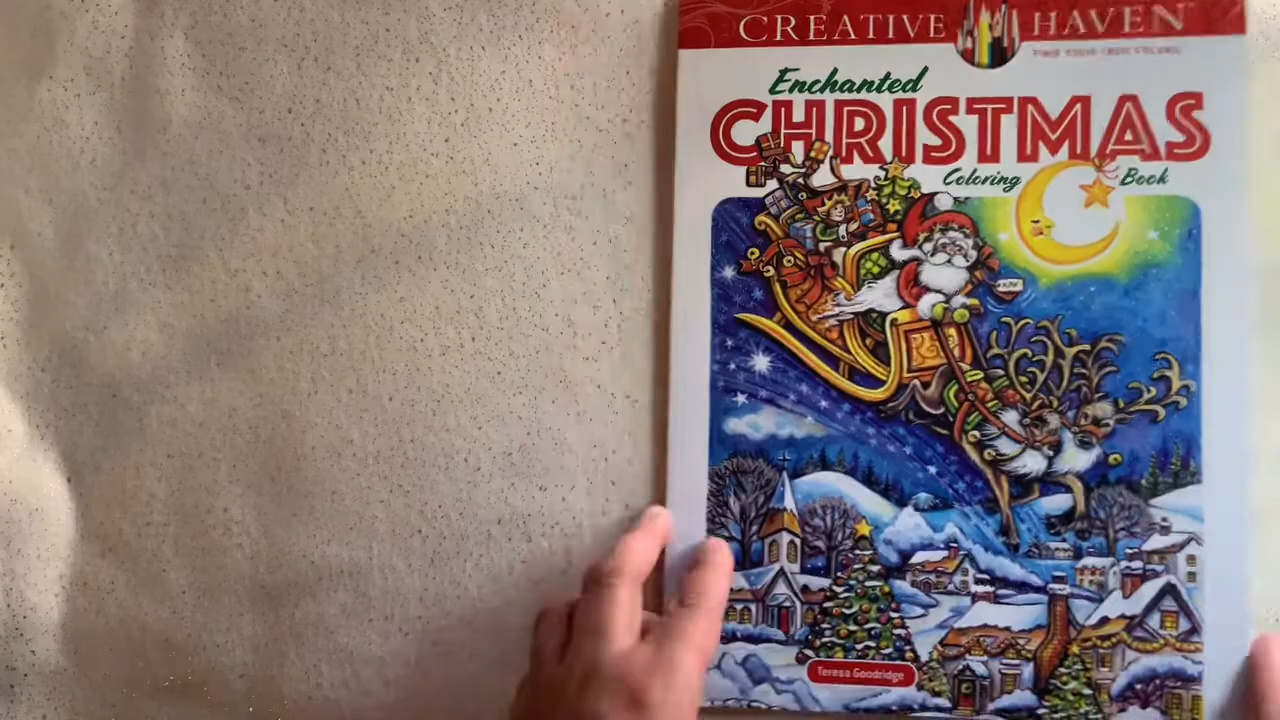 CREATIVE HAVEN
Enchanted
CHRISTMAS
Coloring Book
Teresa Goodridge